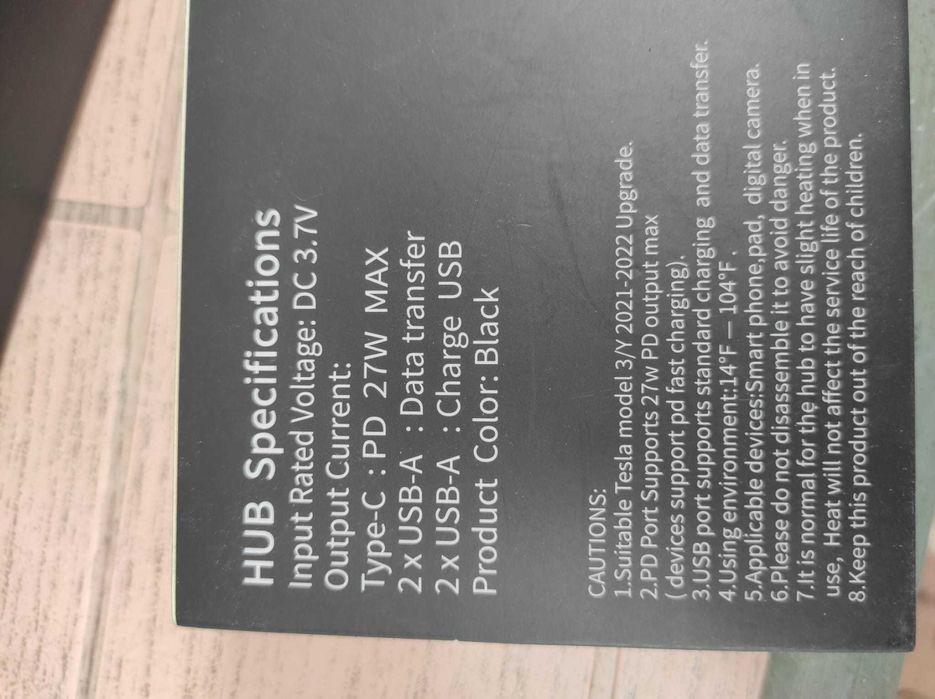 HUB Specifications
Input Rated Voltage: DC 3.7V
Output Current:
Type-C : PD 27W MAX
2 x USB-A : Data transfer
2 x USB-A : Charge USB
Product Color: Black
CAUTIONS:
1.Suitable Tesla model 3/Y 2021-2022 Upgrade.
2.PD Port Supports 27w PD output max
(devices support pd fast charging).
3.USB port supports standard charging and data transfer.
4.Using environment:14°F — 104°F.
5.Applicable devices:Smart phone,pad, digital camera.
6.Please do not disassemble it to avoid danger.
7.It is normal for the hub to have slight heating when in
use, Heat will not affect the service life of the product.
8.Keep this product out of the reach of children.